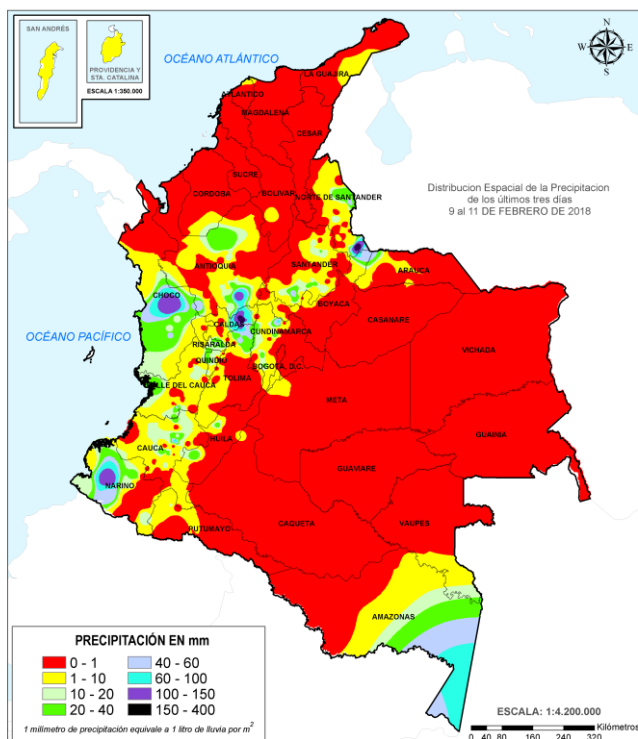 SAN ANDRÉS
PROVIDENCIA Y
STA. CATALINA
ESCALA 1:350.000
OCÉANO ATLÁNTICO
N
W E
S
LA GUAJIRA
ATLANTICO
MAGDALENA
CESAR
SUCRE
CORDOBA
BOLIVAR
NORTE DE SANTANDER
Distribucion Espacial de la Precipitacion
de los últimos tres días
9 al 11 DE FEBRERO DE 2018
ANTIOQUIA
SANTANDER
ARAUCA
CHOCO
BOYACA
CASANARE
OCÉANO PACÍFICO
CALDAS
CUNDINAMARCA
VICHADA
RISARALDA
QUINDIO
BOGOTA, D.C.
TOLIMA
VALLE DEL CAUCA
META
GUAINIA
HUILA
CAUCA
GUAVIARE
NARIÑO
PUTUMAYO
CAQUETA
VAUPES
AMAZONAS
PRECIPITACIÓN EN mm
0 - 1 40 - 60
1 - 10 60 - 100
10 - 20 100 - 150
20 - 40 150 - 400
1 milimetro de precipitación equivale a 1 litro de lluvia por m²
ESCALA: 1:4.200.000
Kilómetros
0 40 80 160 240 320